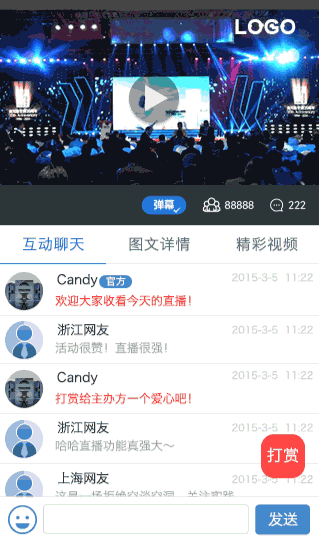 LOGO
弹幕 88888 222
互动聊天 图文详情 精彩视频
Candy 官方 2015-3-5 11:22
欢迎大家收看今天的直播！
浙江网友 2015-3-5 11:22
活动很赞！直播很强！
Candy 2015-3-5 11:22
打赏给主办方一个爱心吧！
浙江网友 2015-3-5 11:22
哈哈直播功能真强大～
打赏
上海网友 2015-3-5 11:22
发送